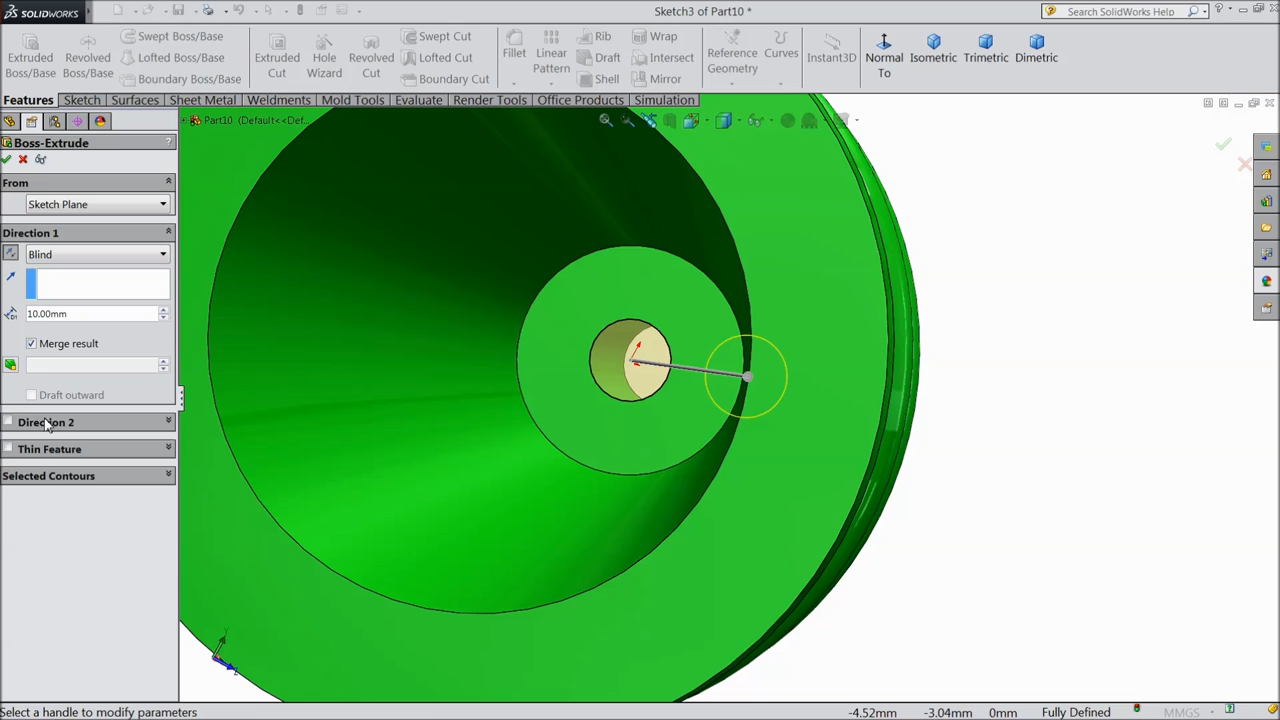 SOLIDWORKS
Sketch3 of Part10 *
Search SolidWorks Help
Extruded Boss/Base
Revolved Boss/Base
Swept Boss/Base
Lofted Boss/Base
Boundary Boss/Base
Extruded Cut
Hole Wizard
Revolved Cut
Swept Cut
Lofted Cut
Boundary Cut
Fillet
Linear Pattern
Rib
Draft
Shell
Wrap
Intersect
Mirror
Reference Geometry
Curves
Instant3D
Normal To
Isometric
Trimetric
Dimetric
Features
Sketch
Surfaces
Sheet Metal
Weldments
Mold Tools
Evaluate
Render Tools
Office Products
Simulation
Part10 (Default<<Def...
Boss-Extrude
?
From
Sketch Plane
Direction 1
Blind
10.00mm
Merge result
Draft outward
Direction 2
Thin Feature
Selected Contours
Y
Z
Select a handle to modify parameters
-4.52mm
-3.04mm
0mm
Fully Defined
MMGS